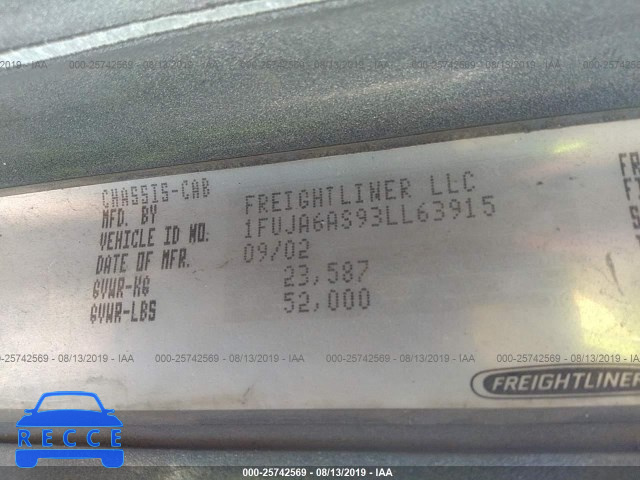 000-25742569 - 08/13/2019 - IAA
CHASSIS-CAB
MFD. BY FREIGHTLINER LLC
VEHICLE ID NO. 1FUJA6AS93LL63915
DATE OF MFR. 09/02
GVWR-KG 23,587
GVWR-LBS 52,000
FR
000-25742569 - 08/13/2019 - IAA
FREIGHTLINER
RECCE
000-25742569 - 08/13/2019 - IAA